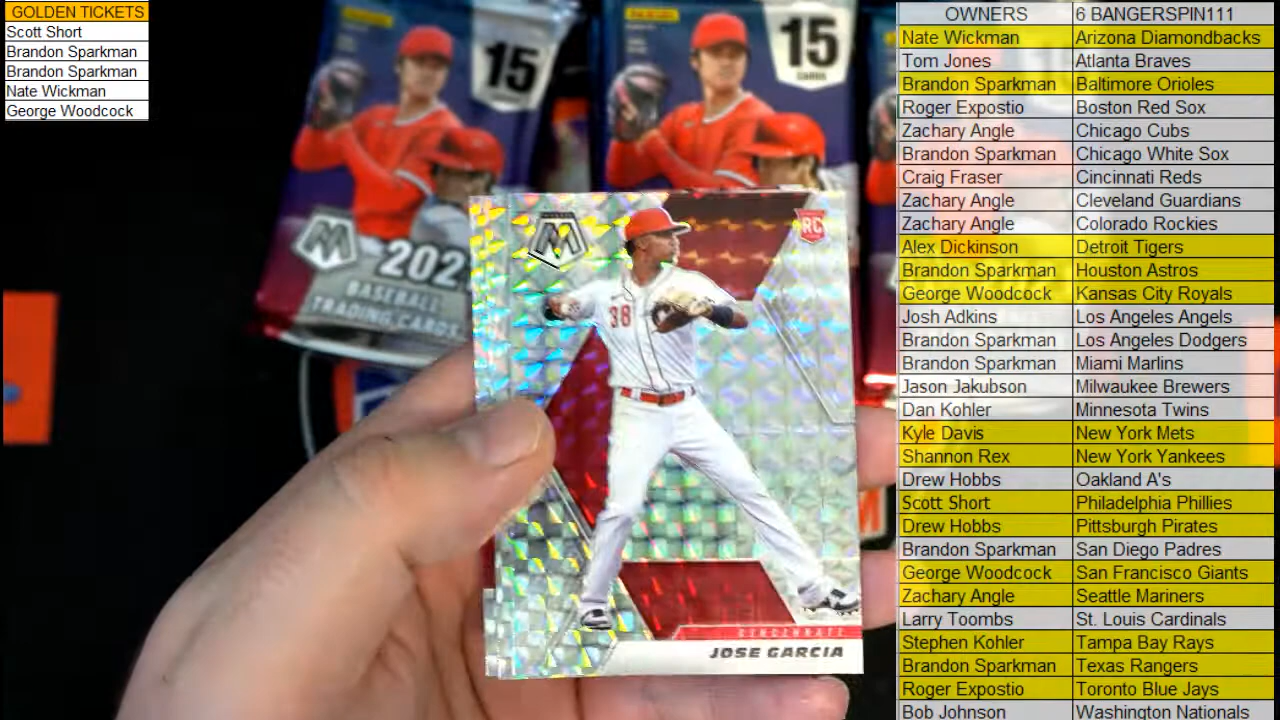 GOLDEN TICKETS
Scott Short
Brandon Sparkman
Brandon Sparkman
Nate Wickman
George Woodcock
15
15
CARDS
M
202
BASEBALL
TRADING CARDS
M
RC
38
CINCINNATI
JOSE GARCIA
OWNERS 6 BANGERSPIN111
Nate Wickman Arizona Diamondbacks
Tom Jones Atlanta Braves
Brandon Sparkman Baltimore Orioles
Roger Expostio Boston Red Sox
Zachary Angle Chicago Cubs
Brandon Sparkman Chicago White Sox
Craig Fraser Cincinnati Reds
Zachary Angle Cleveland Guardians
Zachary Angle Colorado Rockies
Alex Dickinson Detroit Tigers
Brandon Sparkman Houston Astros
George Woodcock Kansas City Royals
Josh Adkins Los Angeles Angels
Brandon Sparkman Los Angeles Dodgers
Brandon Sparkman Miami Marlins
Jason Jakubson Milwaukee Brewers
Dan Kohler Minnesota Twins
Kyle Davis New York Mets
Shannon Rex New York Yankees
Drew Hobbs Oakland A's
Scott Short Philadelphia Phillies
Drew Hobbs Pittsburgh Pirates
Brandon Sparkman San Diego Padres
George Woodcock San Francisco Giants
Zachary Angle Seattle Mariners
Larry Toombs St. Louis Cardinals
Stephen Kohler Tampa Bay Rays
Brandon Sparkman Texas Rangers
Roger Expostio Toronto Blue Jays
Bob Johnson Washington Nationals